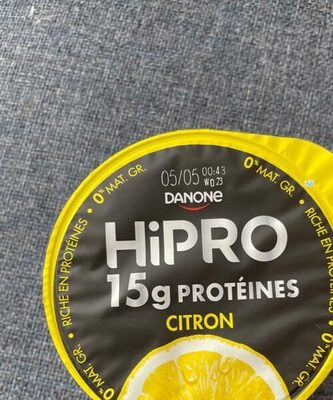 05/05 00:43
WD 23
DANONE
HiPRO
15g PROTÉINES
CITRON
• RICHE EN PROTÉINES • 0% MAT. GR. •
0% MAT. GR. • RICHE EN PROTÉINES
0% MAT. GR.